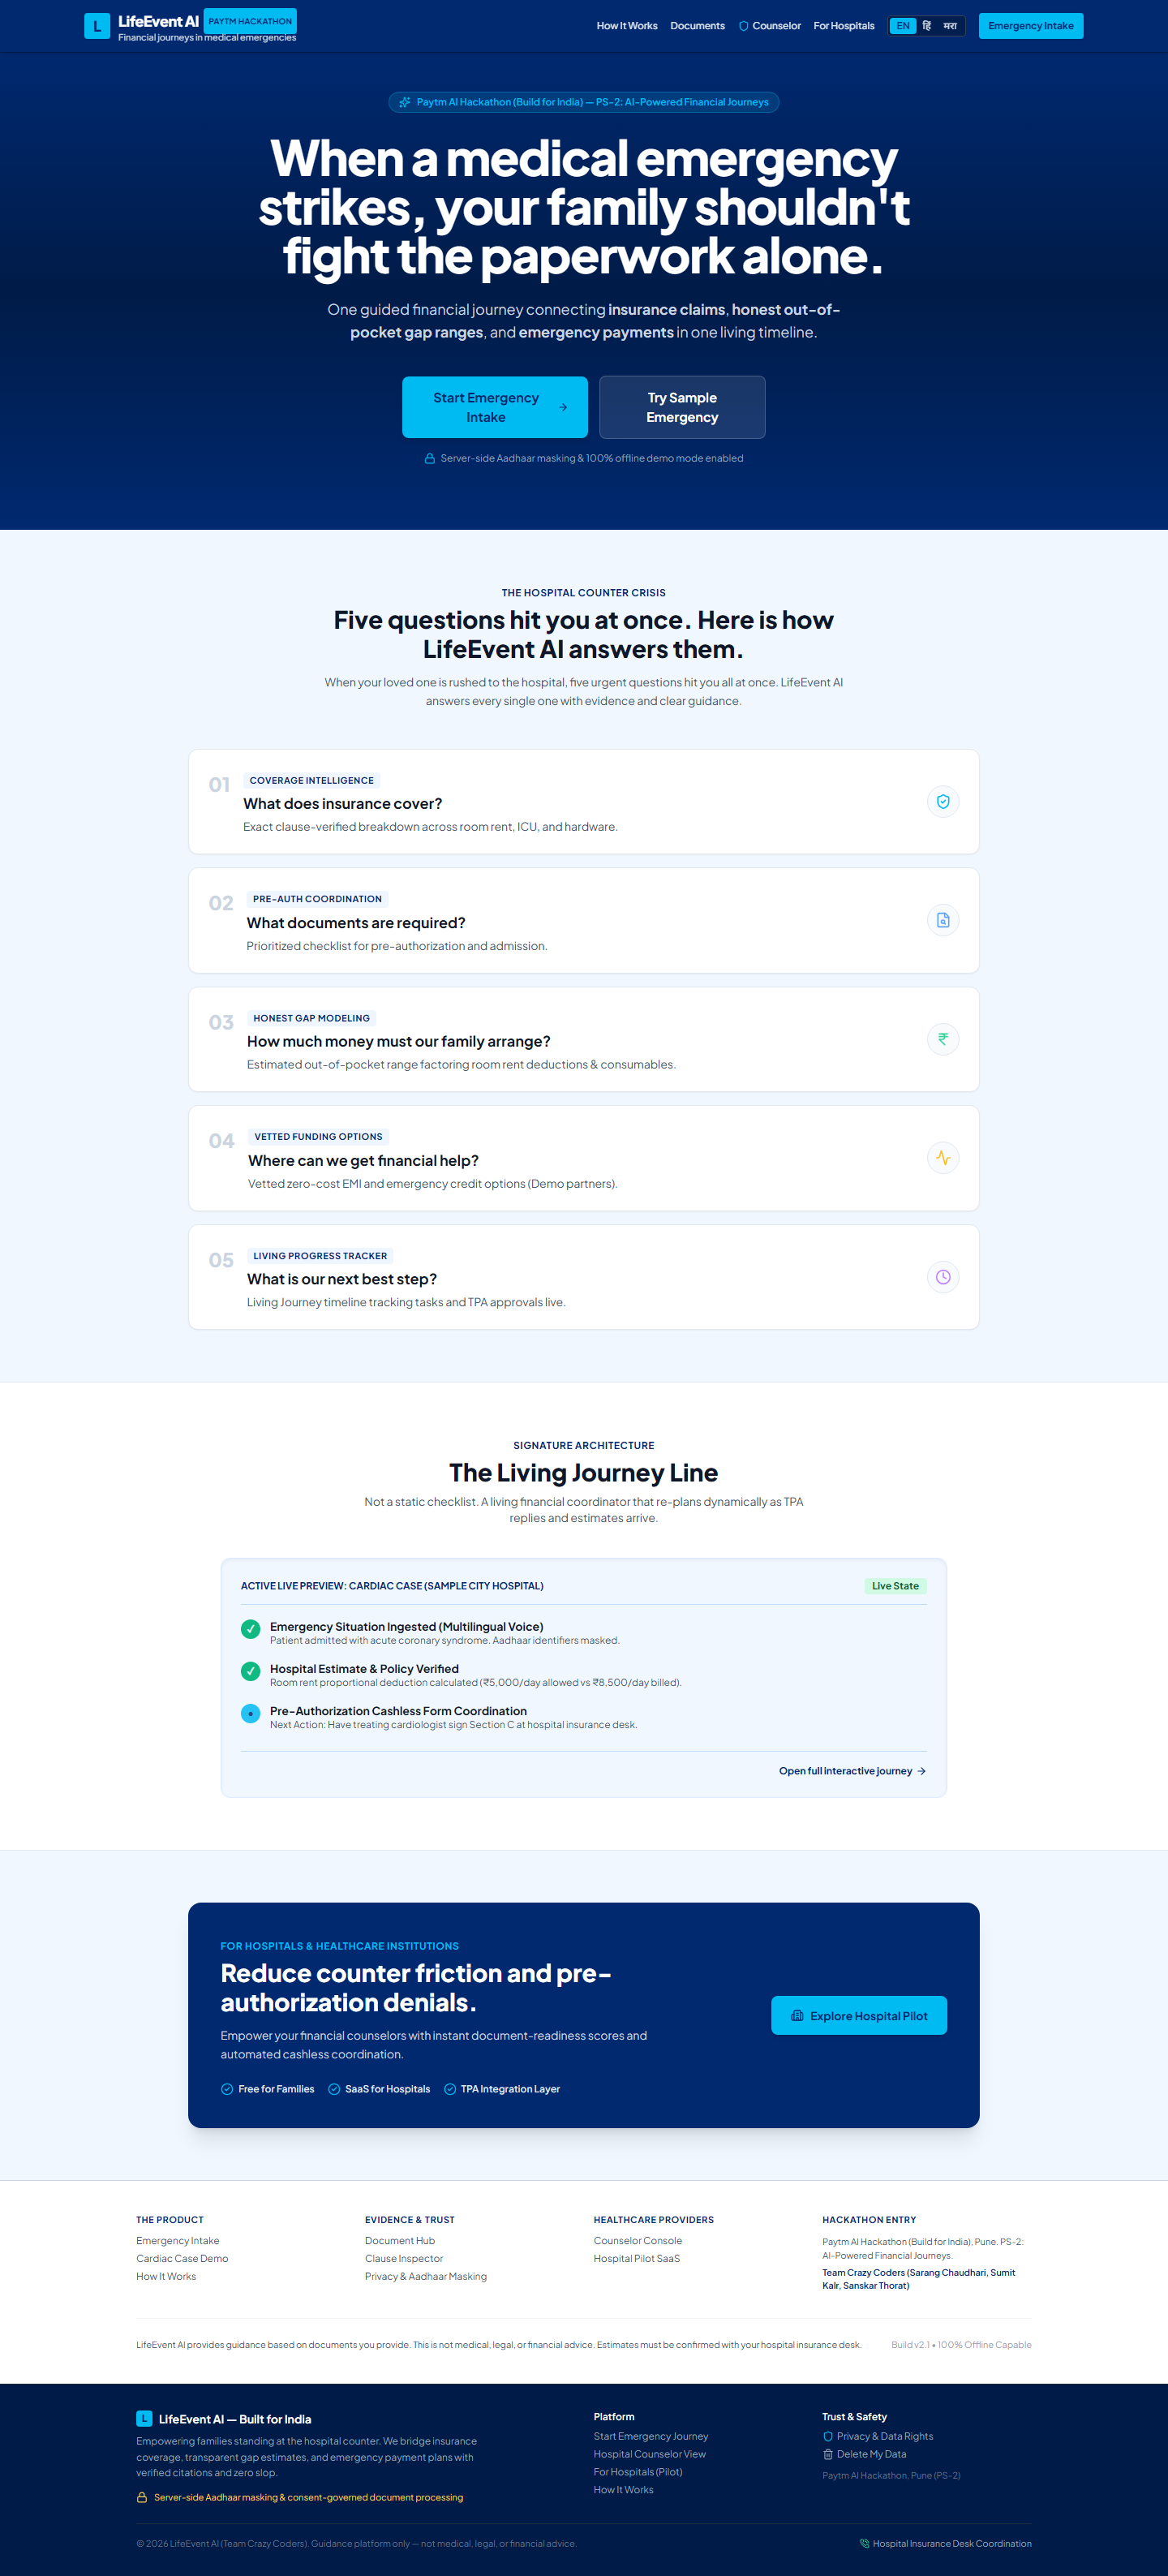 L
LifeEvent AI PAYTM HACKATHON
Financial journeys in medical emergencies
How It Works Documents Counselor For Hospitals EN हिं मरा Emergency Intake
Paytm AI Hackathon (Build for India) — PS-2: AI-Powered Financial Journeys
When a medical emergency
strikes, your family shouldn't
fight the paperwork alone.
One guided financial journey connecting insurance claims, honest out-of-
pocket gap ranges, and emergency payments in one living timeline.
Start Emergency
Intake
Try Sample
Emergency
Server-side Aadhaar masking & 100% offline demo mode enabled
THE HOSPITAL COUNTER CRISIS
Five questions hit you at once. Here is how
LifeEvent AI answers them.
When your loved one is rushed to the hospital, five urgent questions hit you all at once. LifeEvent AI
answers every single one with evidence and clear guidance.
01
COVERAGE INTELLIGENCE
What does insurance cover?
Exact clause-verified breakdown across room rent, ICU, and hardware.
02
PRE-AUTH COORDINATION
What documents are required?
Prioritized checklist for pre-authorization and admission.
03
HONEST GAP MODELING
How much money must our family arrange?
Estimated out-of-pocket range factoring room rent deductions & consumables.
₹
04
VETTED FUNDING OPTIONS
Where can we get financial help?
Vetted zero-cost EMI and emergency credit options (Demo partners).
05
LIVING PROGRESS TRACKER
What is our next best step?
Living Journey timeline tracking tasks and TPA approvals live.
SIGNATURE ARCHITECTURE
The Living Journey Line
Not a static checklist. A living financial coordinator that re-plans dynamically as TPA
replies and estimates arrive.
ACTIVE LIVE PREVIEW: CARDIAC CASE (SAMPLE CITY HOSPITAL) Live State
Emergency Situation Ingested (Multilingual Voice)
Patient admitted with acute coronary syndrome. Aadhaar identifiers masked.
Hospital Estimate & Policy Verified
Room rent proportional deduction calculated (₹5,000/day allowed vs ₹8,500/day billed).
Pre-Authorization Cashless Form Coordination
Next Action: Have treating cardiologist sign Section C at hospital insurance desk.
Open full interactive journey →
FOR HOSPITALS & HEALTHCARE INSTITUTIONS
Reduce counter friction and pre-
authorization denials.
Empower your financial counselors with instant document-readiness scores and
automated cashless coordination.
Free for Families SaaS for Hospitals TPA Integration Layer
Explore Hospital Pilot
THE PRODUCT
Emergency Intake
Cardiac Case Demo
How It Works
EVIDENCE & TRUST
Document Hub
Clause Inspector
Privacy & Aadhaar Masking
HEALTHCARE PROVIDERS
Counselor Console
Hospital Pilot SaaS
HACKATHON ENTRY
Paytm AI Hackathon (Build for India), Pune. PS-2:
AI-Powered Financial Journeys.
Team Crazy Coders (Sarang Chaudhari, Sumit
Kalr, Sanskar Thorat)
LifeEvent AI provides guidance based on documents you provide. This is not medical, legal, or financial advice. Estimates must be confirmed with your hospital insurance desk.
Build v2.1 • 100% Offline Capable
L LifeEvent AI — Built for India
Empowering families standing at the hospital counter. We bridge insurance
coverage, transparent gap estimates, and emergency payment plans with
verified citations and zero slop.
Server-side Aadhaar masking & consent-governed document processing
Platform
Start Emergency Journey
Hospital Counselor View
For Hospitals (Pilot)
How It Works
Trust & Safety
Privacy & Data Rights
Delete My Data
Paytm AI Hackathon, Pune (PS-2)
© 2026 LifeEvent AI (Team Crazy Coders). Guidance platform only — not medical, legal, or financial advice.
Hospital Insurance Desk Coordination